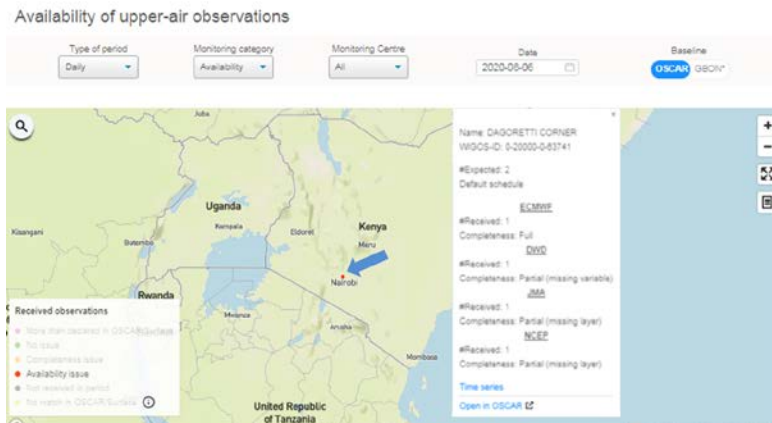 Availability of upper-air observations
Type of period
Monitoring category
Monitoring Centre
Date
Baseline
Daily
Availability
All
2020-06-06
OSCAR GBON*
Juba
Name: DAGORETTI CORNER
WIGOS-ID: 0-20000-0-63741
#Expected: 2
Default schedule
ECMWF
#Received: 1
Completeness: Full
DWD
#Received: 1
Completeness: Partial (missing variable)
JMA
#Received: 1
Completeness: Partial (missing layer)
NCEP
#Received: 1
Completeness: Partial (missing layer)
Time series
Open in OSCAR
Uganda
Kampala
Kisangani
Butembo
Eldoret
Kenya
Meru
Nairobi
Rwanda
Mwanza
Arusha
Mombasa
United Republic
of Tanzania
Received observations
More than declared in OSCAR/Surface
No issue
Completeness issue
Availability issue
Not received in period
No match in OSCAR/Surface